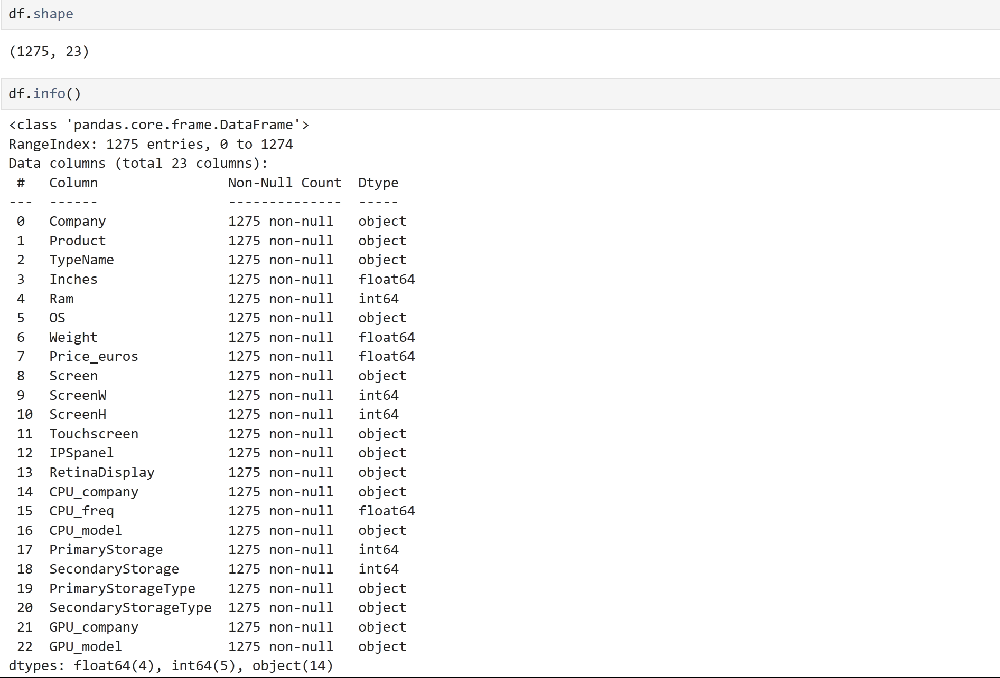 df.shape
(1275, 23)
df.info()
<class 'pandas.core.frame.DataFrame'>
RangeIndex: 1275 entries, 0 to 1274
Data columns (total 23 columns):
 #   Column                Non-Null Count  Dtype
---  ------                --------------  -----
 0   Company               1275 non-null   object
 1   Product               1275 non-null   object
 2   TypeName              1275 non-null   object
 3   Inches                1275 non-null   float64
 4   Ram                   1275 non-null   int64
 5   OS                    1275 non-null   object
 6   Weight                1275 non-null   float64
 7   Price_euros           1275 non-null   float64
 8   Screen                1275 non-null   object
 9   ScreenW               1275 non-null   int64
 10  ScreenH               1275 non-null   int64
 11  Touchscreen           1275 non-null   object
 12  IPSpanel              1275 non-null   object
 13  RetinaDisplay         1275 non-null   object
 14  CPU_company           1275 non-null   object
 15  CPU_freq              1275 non-null   float64
 16  CPU_model             1275 non-null   object
 17  PrimaryStorage        1275 non-null   int64
 18  SecondaryStorage      1275 non-null   int64
 19  PrimaryStorageType    1275 non-null   object
 20  SecondaryStorageType  1275 non-null   object
 21  GPU_company           1275 non-null   object
 22  GPU_model             1275 non-null   object
dtypes: float64(4), int64(5), object(14)